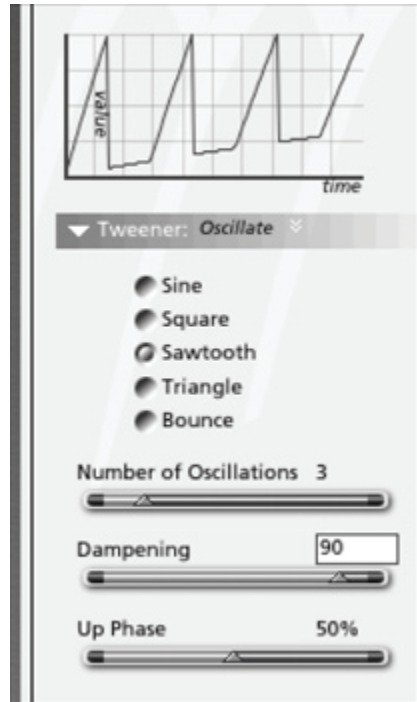 value
time
Tweener: Oscillate
Sine
Square
Sawtooth
Triangle
Bounce
Number of Oscillations 3
Dampening 90
Up Phase 50%